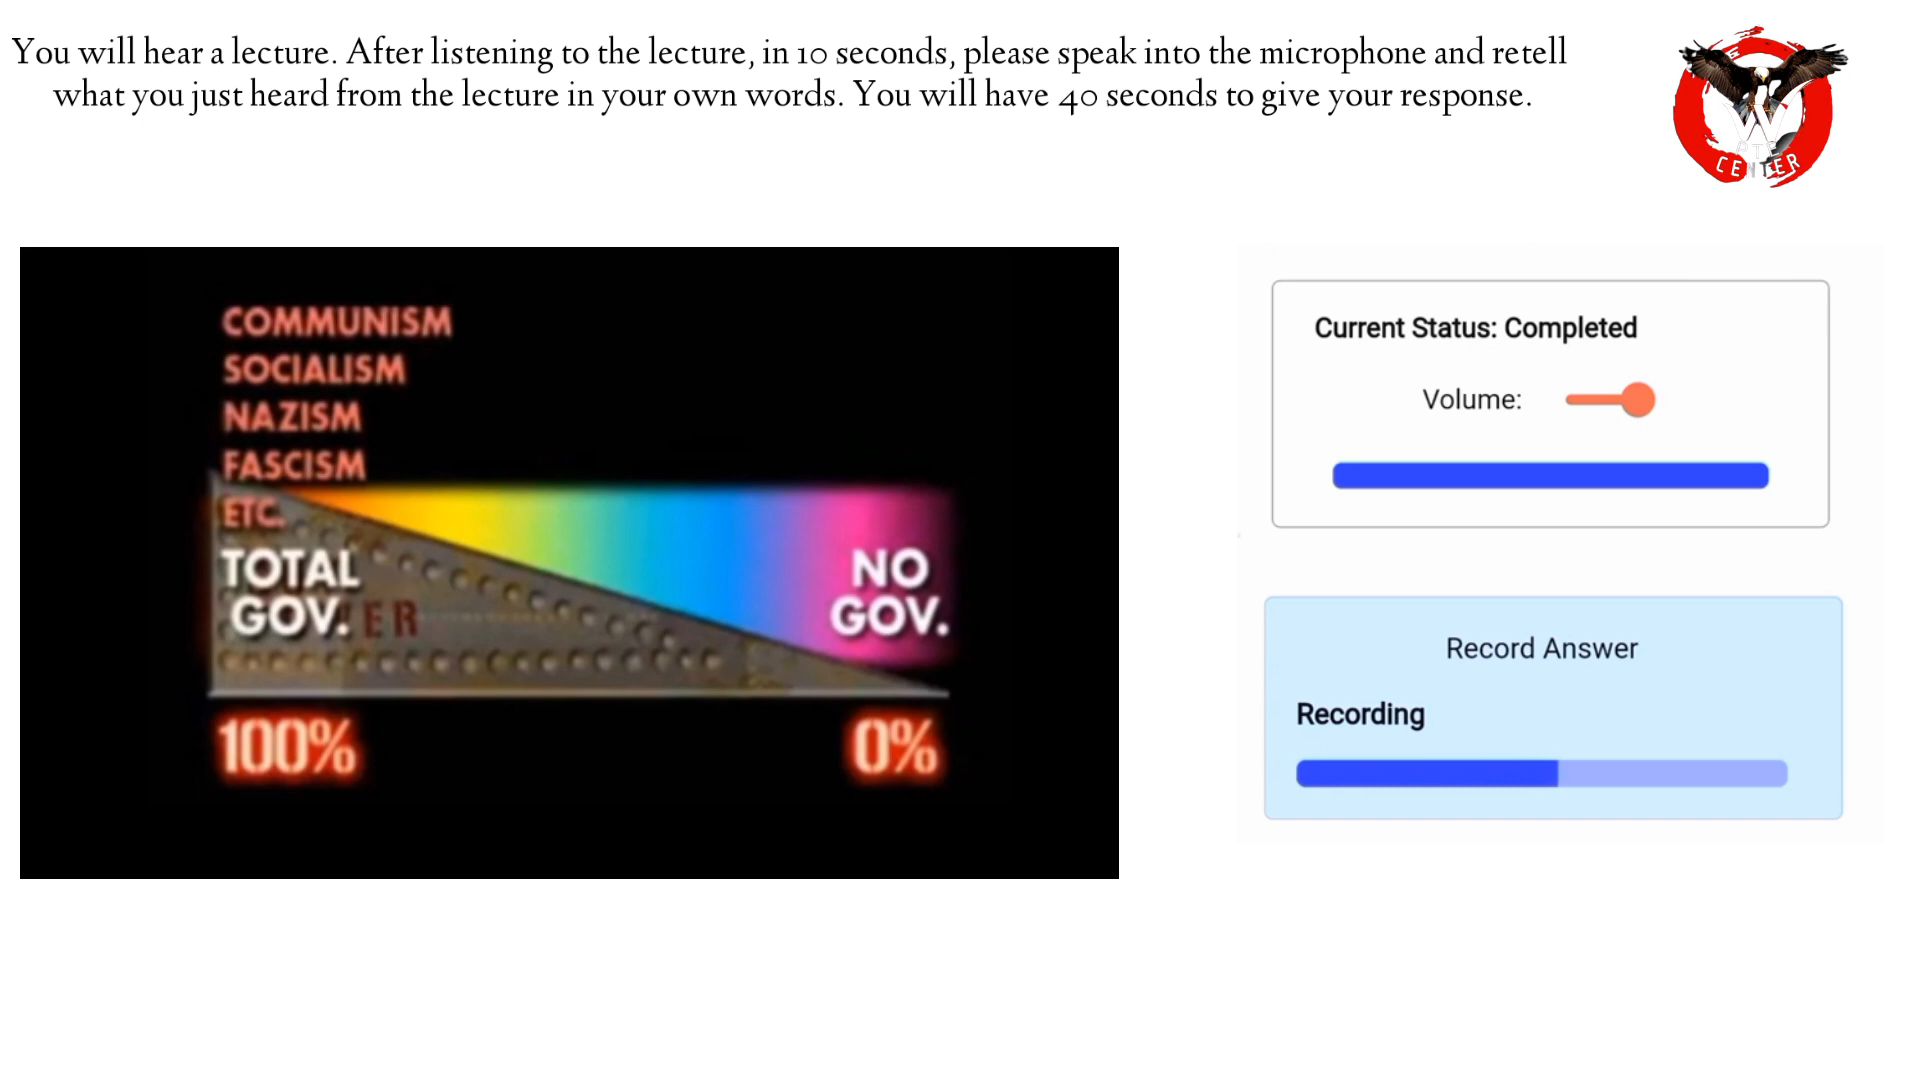 You will hear a lecture. After listening to the lecture, in 10 seconds, please speak into the microphone and retell
what you just heard from the lecture in your own words. You will have 40 seconds to give your response.
PTE
CENTER
COMMUNISM
SOCIALISM
NAZISM
FASCISM
ETC.
TOTAL
GOV. ER
NO
GOV.
100%
0%
Current Status: Completed
Volume:
Record Answer
Recording